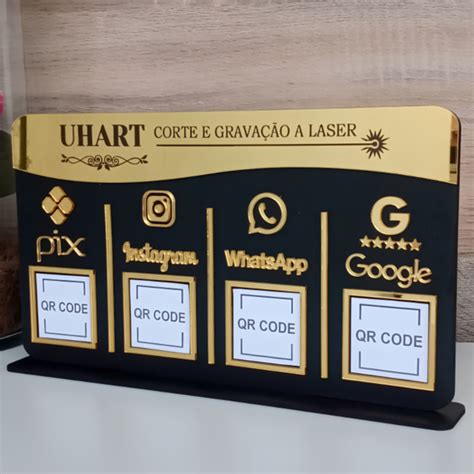 UHART CORTE E GRAVAÇÃO A LASER
pix
Instagram
WhatsApp
G
Google
QR CODE
QR CODE
QR CODE
QR CODE